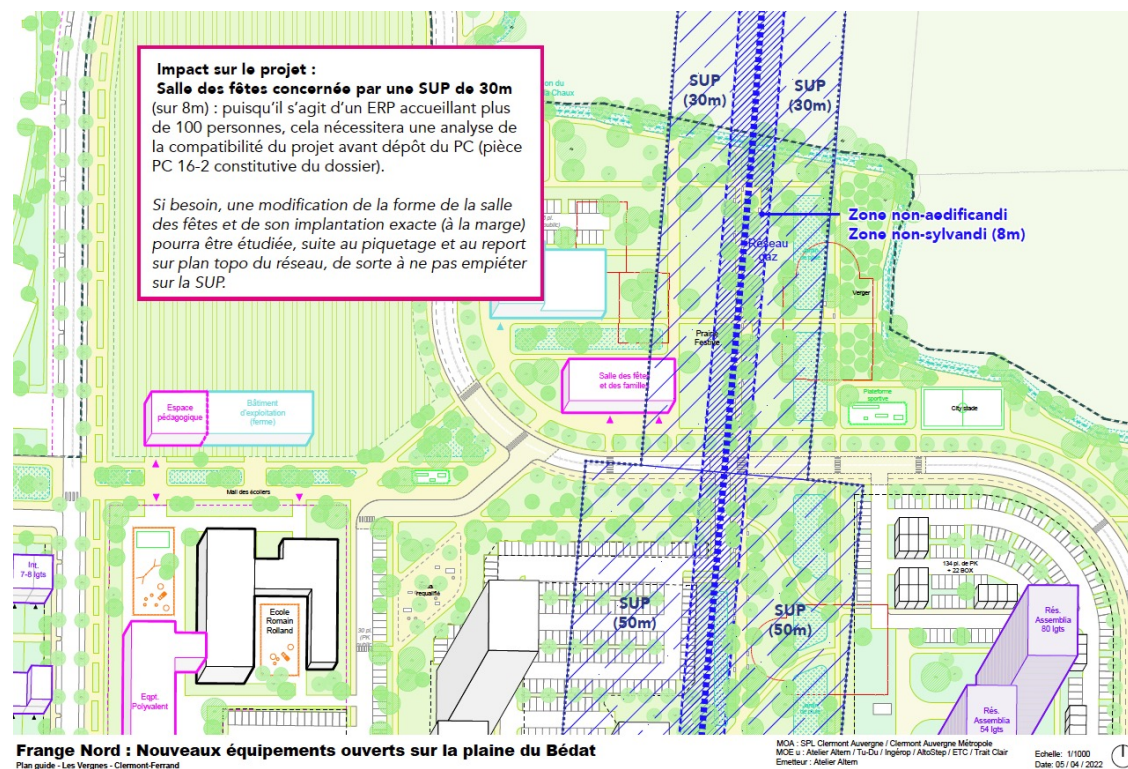 Impact sur le projet :
Salle des fêtes concernée par une SUP de 30m
(sur 8m) : puisqu'il s'agit d'un ERP accueillant plus
de 100 personnes, cela nécessitera une analyse de
la compatibilité du projet avant dépôt du PC (pièce
PC 16-2 constitutive du dossier).
Si besoin, une modification de la forme de la salle
des fêtes et de son implantation exacte (à la marge)
pourra être étudiée, suite au piquetage et au report
sur plan topo du réseau, de sorte à ne pas empiéter
sur la SUP.
SUP
(30m)
SUP
(30m)
la Chaux
Zone non-aedificandi
Zone non-sylvandi (8m)
Réseau
gaz
Verger
Prairie
Festive
Salle des fêtes
et des famille
Plateforme
sportive
City stade
Espace
pédagogique
Bâtiment
d'exploitation
(ferme)
Mail des écoliers
Int.
7-8 lgts
Ecole
Romain
Rolland
Eqpt.
Polyvalent
SUP
(50m)
SUP
(50m)
134 pl. de PK
+ 22 BOX
Rés.
Assemblia
80 lgts
Rés.
Assemblia
54 lgts
Frange Nord : Nouveaux équipements ouverts sur la plaine du Bédat
Plan guide - Les Vergnes - Clermont-Ferrand
MOA : SPL Clermont Auvergne / Clermont Auvergne Métropole
MOE u : Atelier Altern / Tu-Du / Ingérop / AltoStep / ETC / Trait Clair
Emetteur : Atelier Altern
Echelle: 1/1000
Date: 05 / 04 / 2022